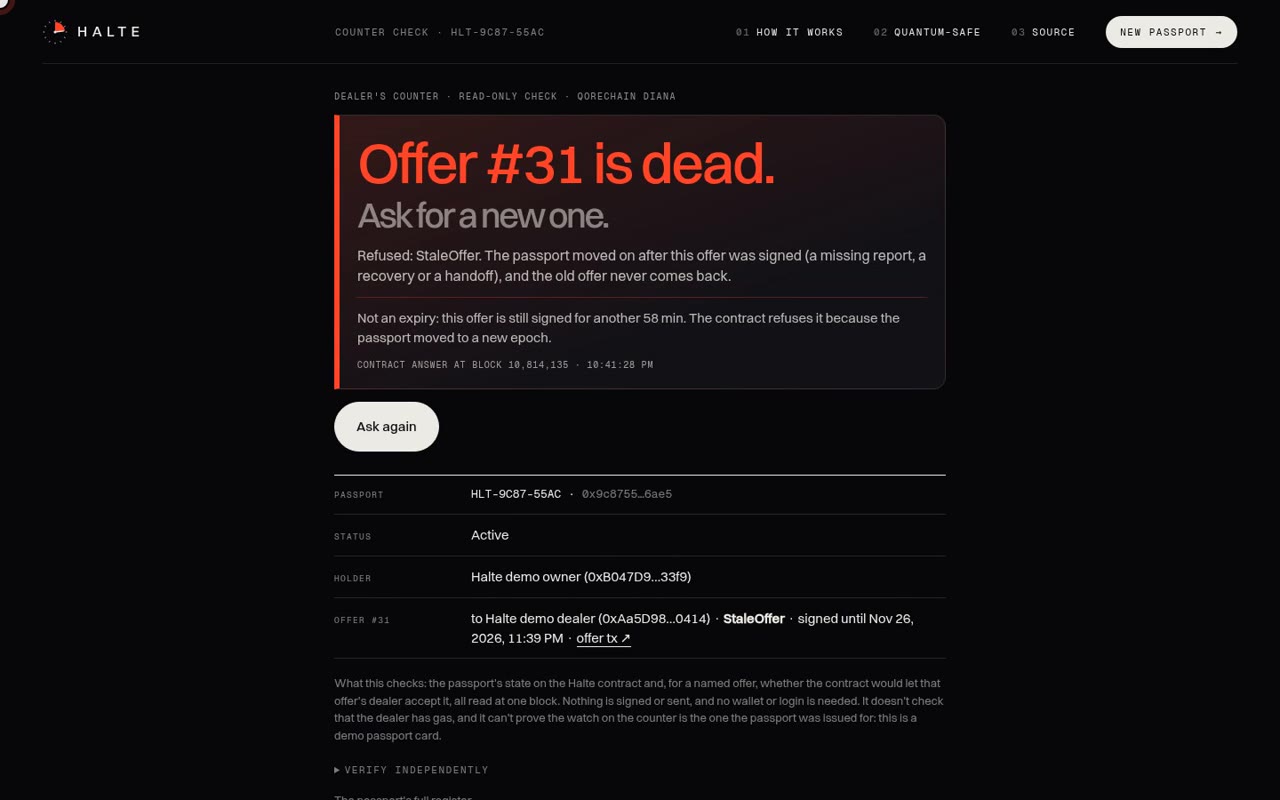 HALTE
COUNTER CHECK · HLT-9C87-55AC
01 HOW IT WORKS
02 QUANTUM-SAFE
03 SOURCE
NEW PASSPORT →
DEALER'S COUNTER · READ-ONLY CHECK · QORECHAIN DIANA
Offer #31 is dead.
Ask for a new one.
Refused: StaleOffer. The passport moved on after this offer was signed (a missing report, a
recovery or a handoff), and the old offer never comes back.
Not an expiry: this offer is still signed for another 58 min. The contract refuses it because the
passport moved to a new epoch.
CONTRACT ANSWER AT BLOCK 10,814,135 · 10:41:28 PM
Ask again
PASSPORT
HLT-9C87-55AC · 0x9c8755…6ae5
STATUS
Active
HOLDER
Halte demo owner (0xB047D9…33f9)
OFFER #31
to Halte demo dealer (0xAa5D98…0414) · StaleOffer · signed until Nov 26,
2026, 11:39 PM · offer tx ↗
What this checks: the passport's state on the Halte contract and, for a named offer, whether the contract would let that
offer's dealer accept it, all read at one block. Nothing is signed or sent, and no wallet or login is needed. It doesn't check
that the dealer has gas, and it can't prove the watch on the counter is the one the passport was issued for: this is a
demo passport card.
▶ VERIFY INDEPENDENTLY
The passport's full register